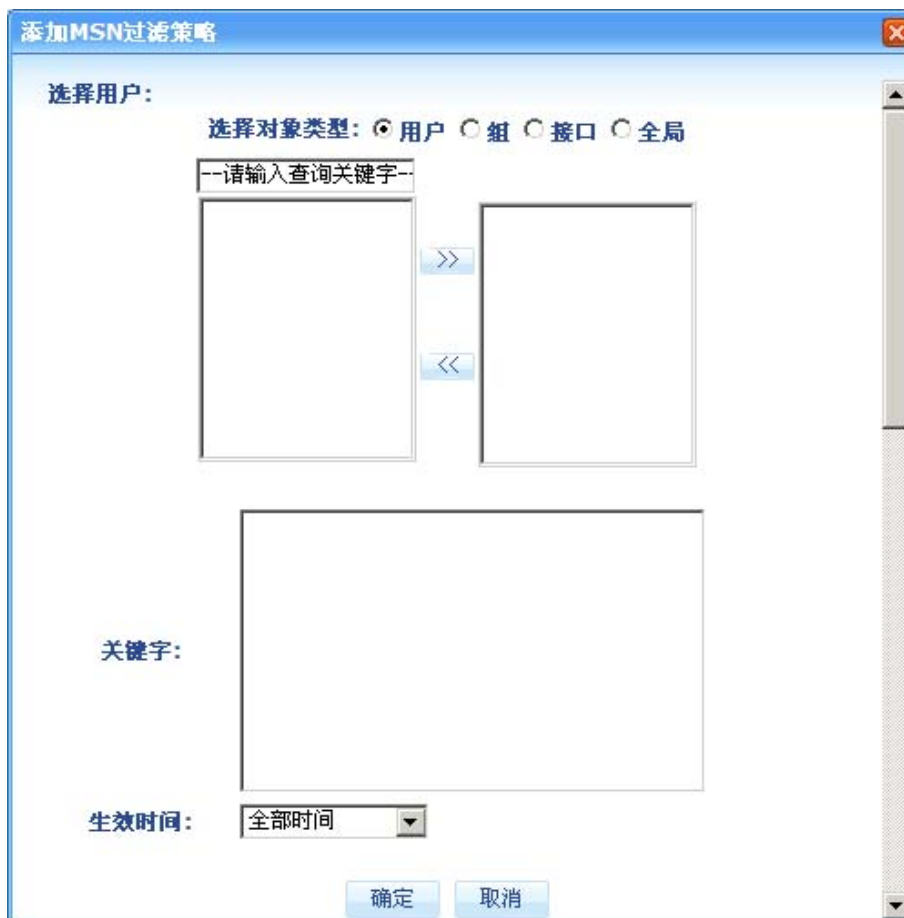 添加MSN过滤策略
选择用户:
选择对象类型: 用户 组 接口 全局
--请输入查询关键字--
>>
<<
关键字:
生效时间: 全部时间
确定 取消